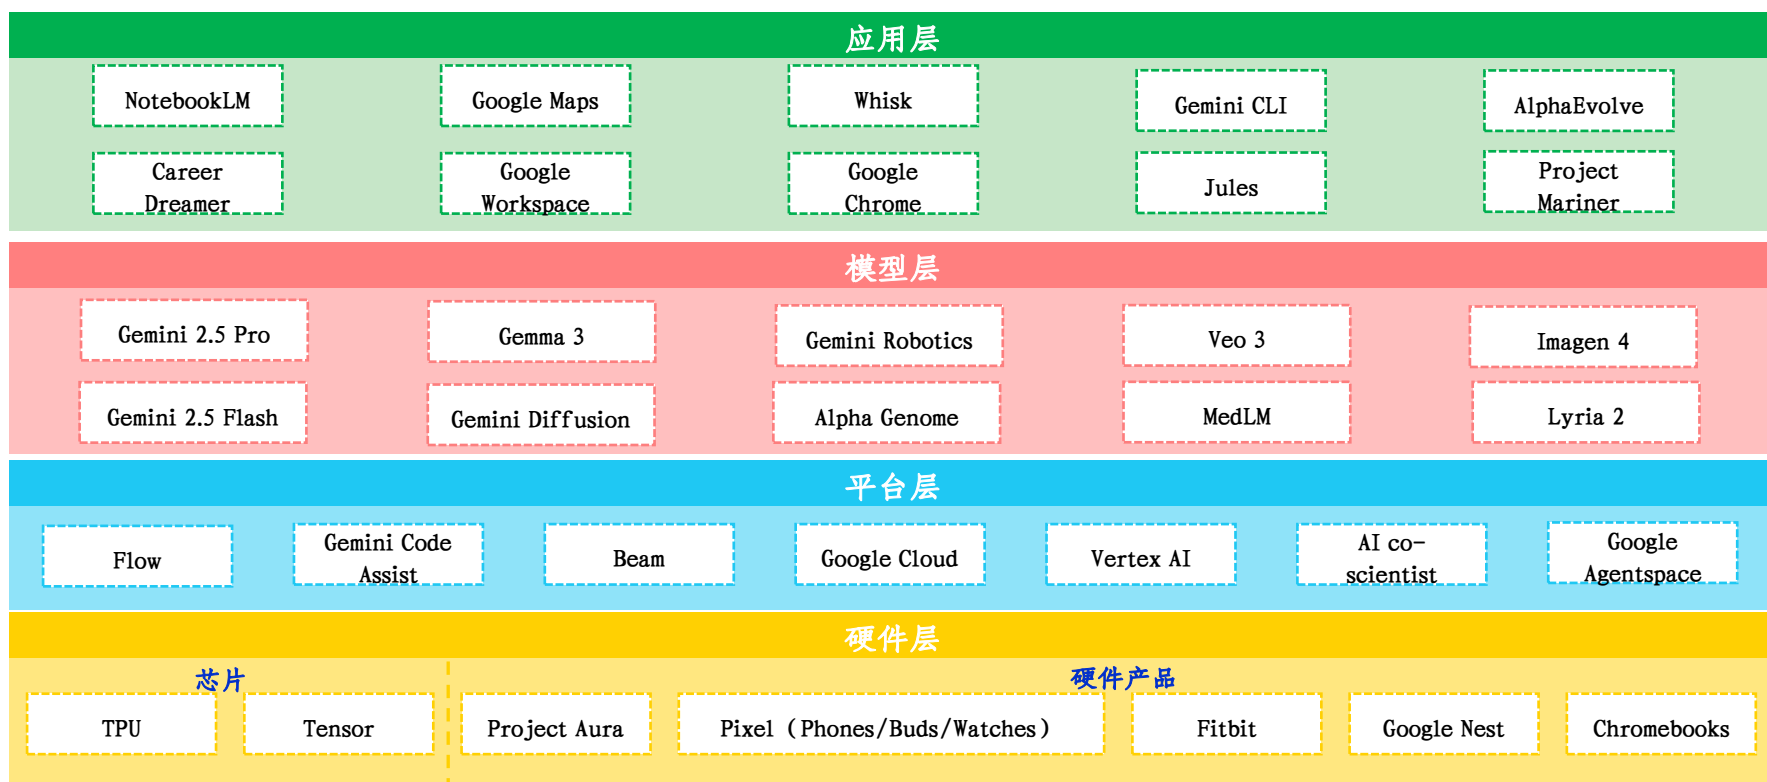 应用层
NotebookLM
Google Maps
Whisk
Gemini CLI
AlphaEvolve
Career
Dreamer
Google
Workspace
Google
Chrome
Jules
Project
Mariner
模型层
Gemini 2.5 Pro
Gemma 3
Gemini Robotics
Veo 3
Imagen 4
Gemini 2.5 Flash
Gemini Diffusion
Alpha Genome
MedLM
Lyria 2
平台层
Flow
Gemini Code
Assist
Beam
Google Cloud
Vertex AI
AI co-
scientist
Google
Agentspace
硬件层
芯片
硬件产品
TPU
Tensor
Project Aura
Pixel（Phones/Buds/Watches）
Fitbit
Google Nest
Chromebooks